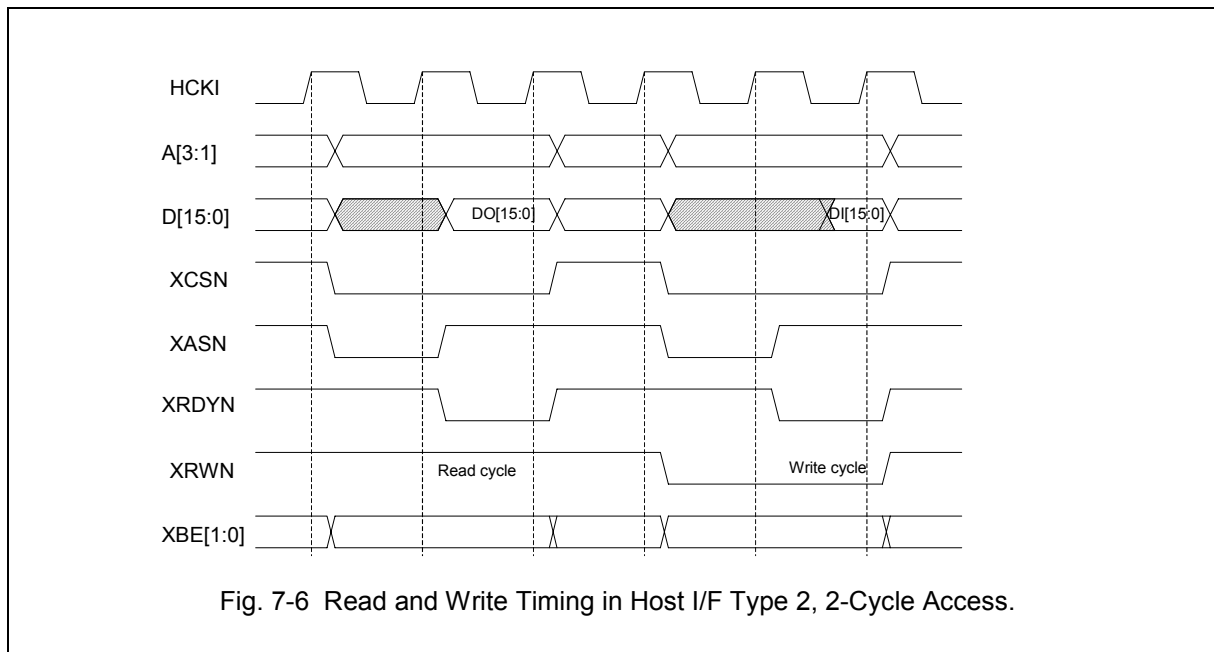 HCKI
A[3:1]
D[15:0]
DO[15:0]
DI[15:0]
XCSN
XASN
XRDYN
XRWN
Read cycle
Write cycle
XBE[1:0]
Fig. 7-6 Read and Write Timing in Host I/F Type 2, 2-Cycle Access.